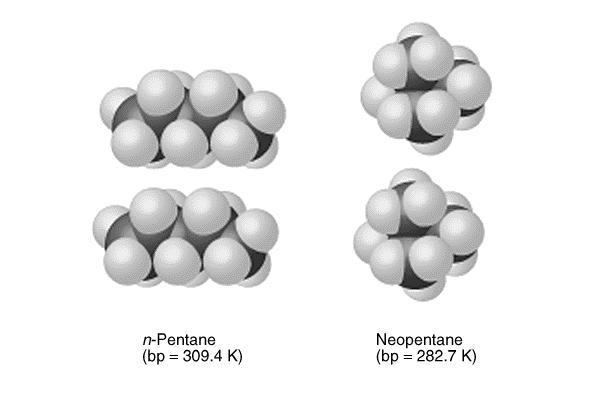 n-Pentane
(bp = 309.4 K)
Neopentane
(bp = 282.7 K)